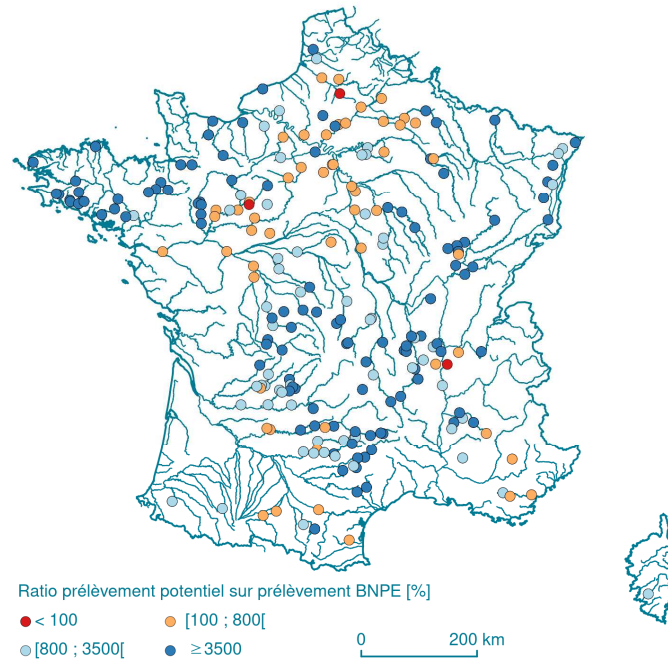 Ratio prélèvement potentiel sur prélèvement BNPE [%]
< 100 [100 ; 800[
[800 ; 3500[ ≥3500
0 200 km